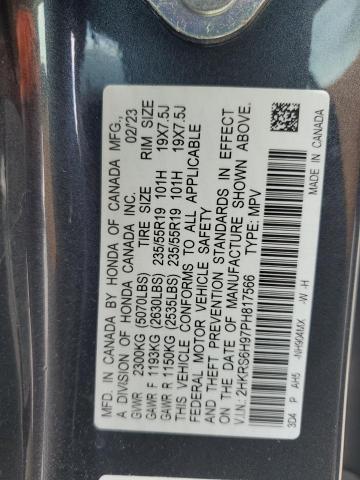 MFD. IN CANADA BY HONDA OF CANADA MFG.,
A DIVISION OF HONDA CANADA INC. 02/23
GVWR 2300KG (5070LBS) TIRE SIZE RIM SIZE
GAWR F 1193KG (2630LBS) 235/55R19 101H 19X7.5J
GAWR R 1150KG (2535LBS) 235/55R19 101H 19X7.5J
THIS VEHICLE CONFORMS TO ALL APPLICABLE
FEDERAL MOTOR VEHICLE SAFETY
AND THEFT PREVENTION STANDARDS IN EFFECT
ON THE DATE OF MANUFACTURE SHOWN ABOVE.
V.I.N.: 2HKRS6H97PH817566 TYPE: MPV
3D4 P AH5 -NH904MX -W -H MADE IN CANADA